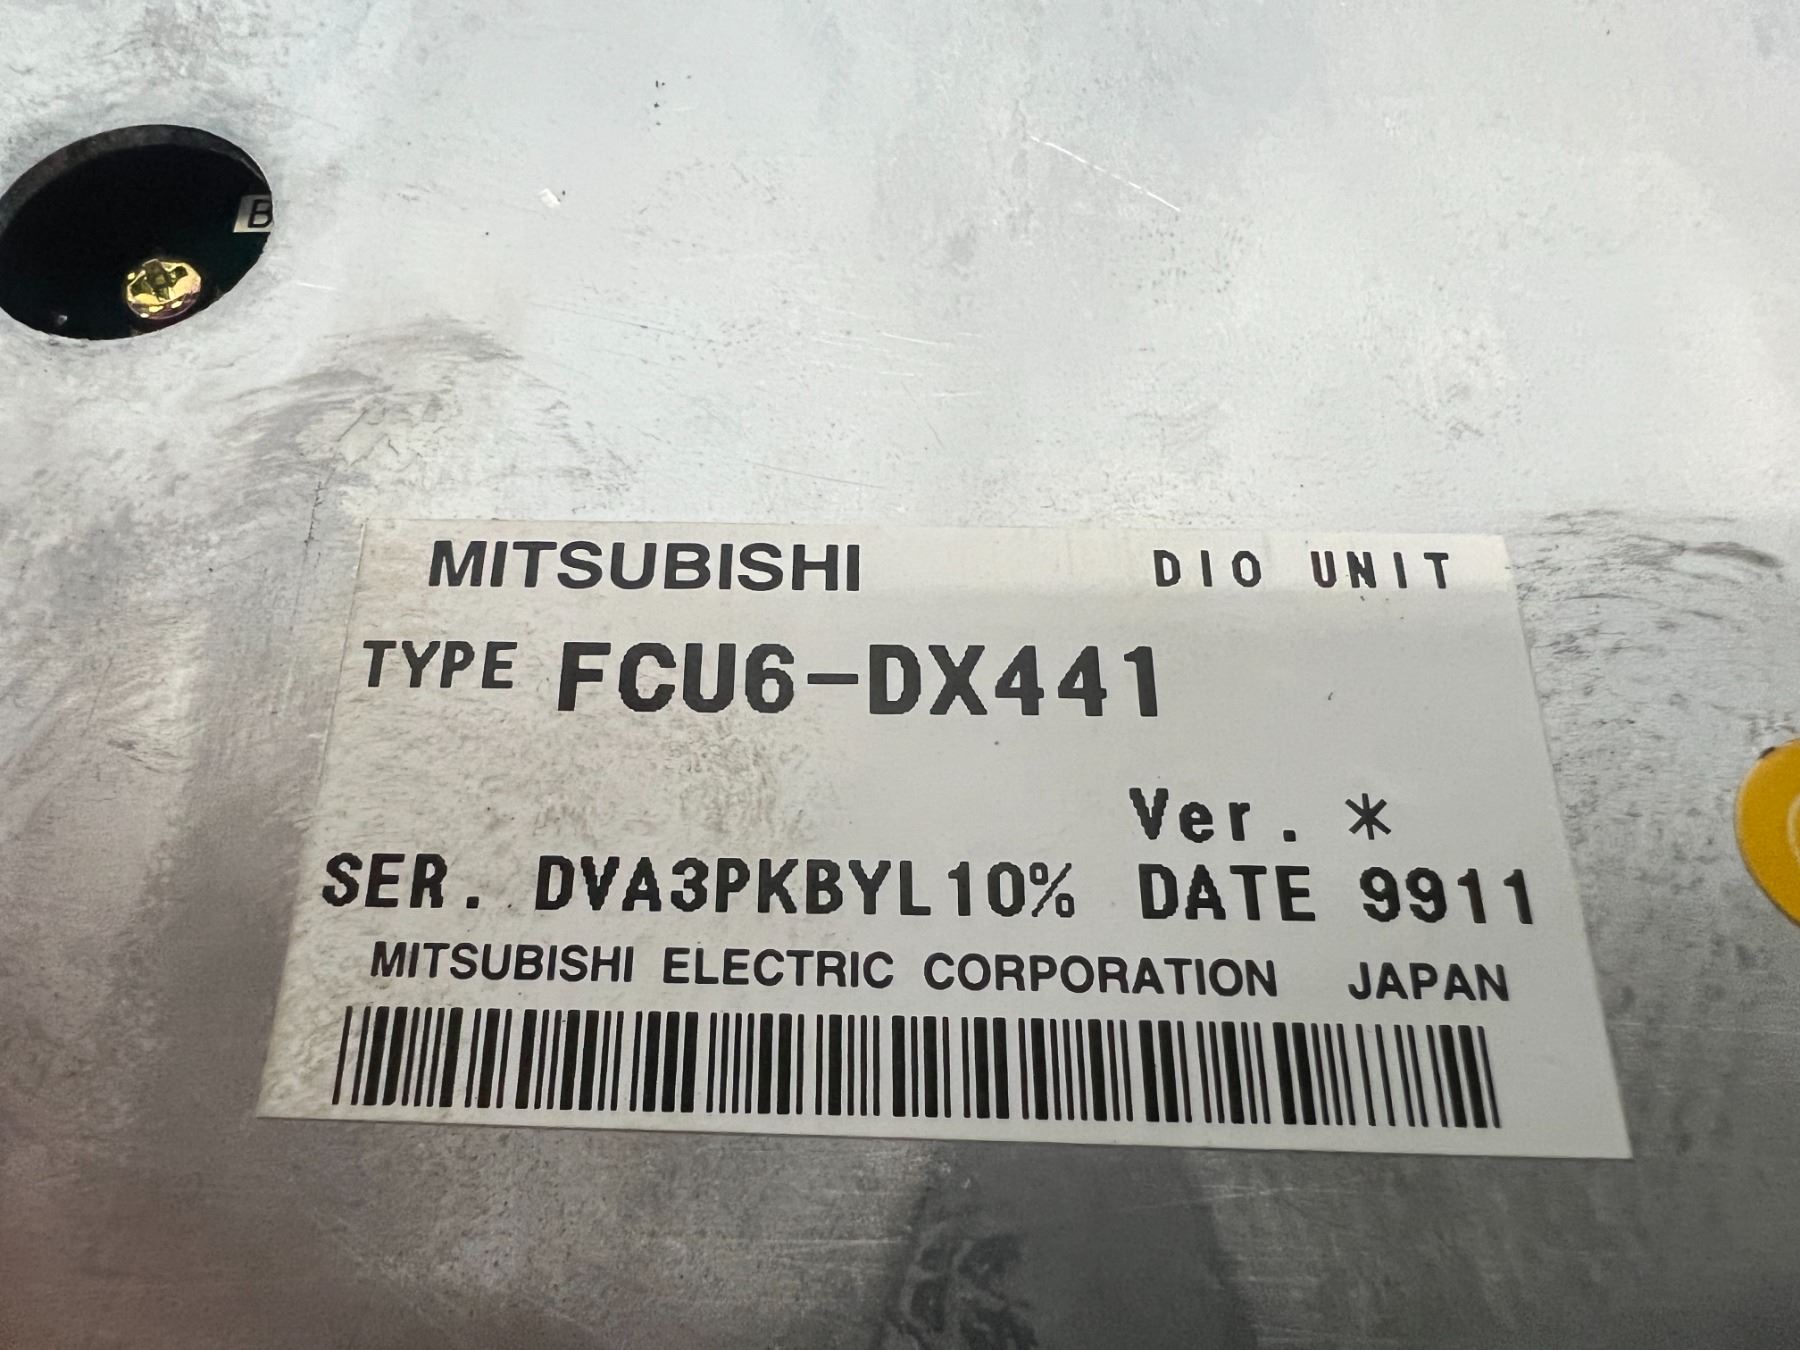 B
MITSUBISHI DIO UNIT
TYPE FCU6-DX441
Ver. *
SER. DVA3PKBYL10% DATE 9911
MITSUBISHI ELECTRIC CORPORATION JAPAN